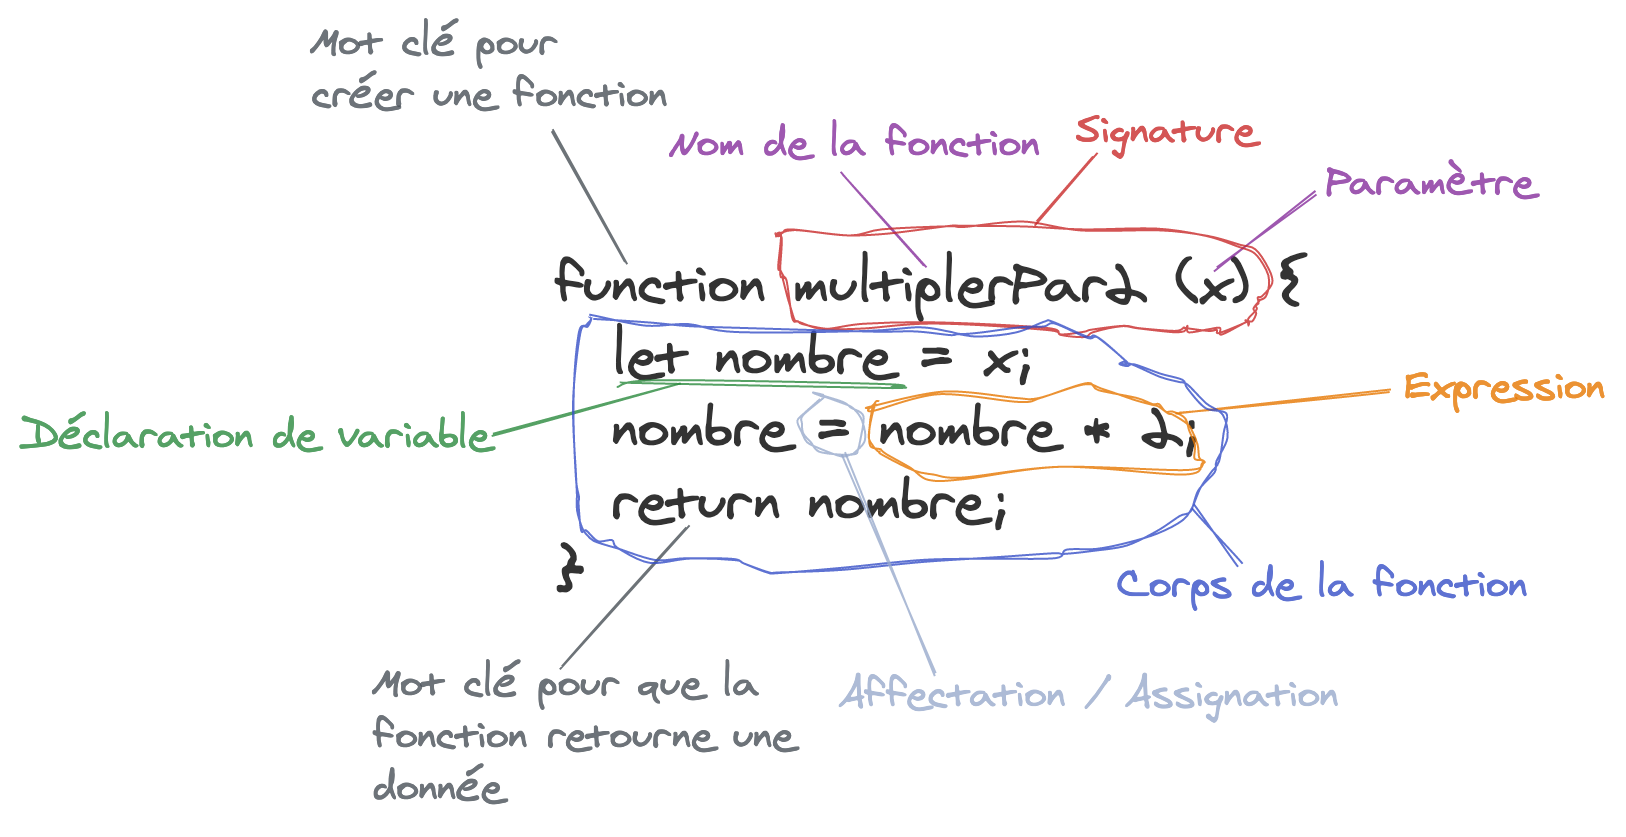 Mot clé pour
créer une fonction
Nom de la fonction
Signature
Paramètre
function multiplerPar2 (x) {
let nombre = x;
Expression
Déclaration de variable
nombre = nombre * 2;
return nombre;
}
Corps de la fonction
Mot clé pour que la
fonction retourne une
donnée
Affectation / Assignation